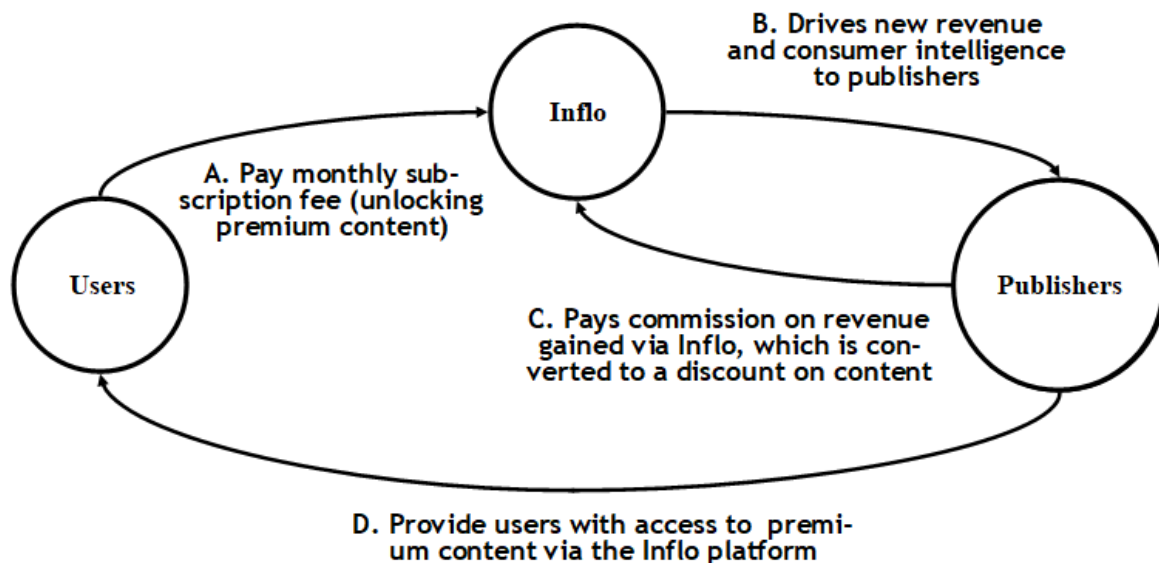 B. Drives new revenue
and consumer intelligence
to publishers
Inflo
A. Pay monthly sub-
scription fee (unlocking
premium content)
Users
Publishers
C. Pays commission on revenue
gained via Inflo, which is con-
verted to a discount on content
D. Provide users with access to premi-
um content via the Inflo platform